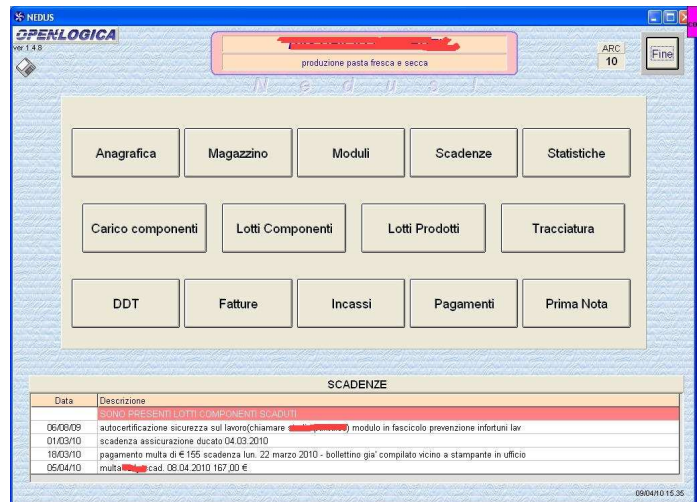 NEDUS
OPENLOGICA
ver 1.4.8
produzione pasta fresca e secca
ARC
10
Fine
N e d u s I
Anagrafica Magazzino Moduli Scadenze Statistiche
Carico componenti Lotti Componenti Lotti Prodotti Tracciatura
DDT Fatture Incassi Pagamenti Prima Nota
SCADENZE
Data Descrizione
SONO PRESENTI LOTTI COMPONENTI SCADUTI
06/08/09 autocertificazione sicurezza sul lavoro(chiamare ) modulo in fascicolo prevenzione infortuni lav
01/03/10 scadenza assicurazione ducato 04.03.2010
18/03/10 pagamento multa di € 155 scadenza lun. 22 marzo 2010 - bollettino gia' compilato vicino a stampante in ufficio
05/04/10 multa cad. 08.04.2010 167,00 €
09/04/10 15.35